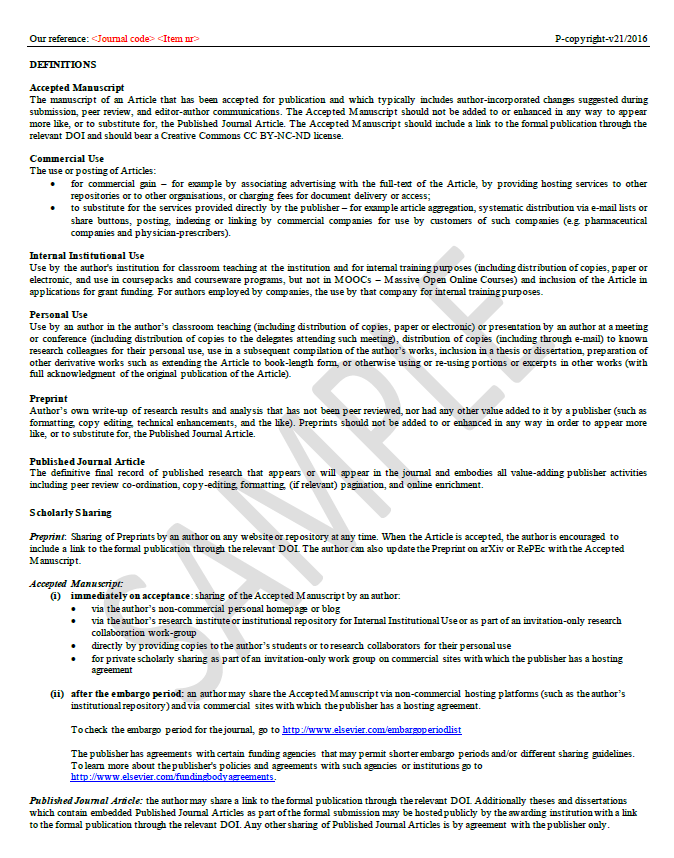 Our reference: <Journal code> <Item nr> P-copyright-v21/2016
DEFINITIONS
Accepted Manuscript
The manuscript of an Article that has been accepted for publication and which typically includes author-incorporated changes suggested during
submission, peer review, and editor-author communications. The Accepted Manuscript should not be added to or enhanced in any way to appear
more like, or to substitute for, the Published Journal Article. The Accepted Manuscript should include a link to the formal publication through the
relevant DOI and should bear a Creative Commons CC BY-NC-ND license.
Commercial Use
The use or posting of Articles:
• for commercial gain – for example by associating advertising with the full-text of the Article, by providing hosting services to other
repositories or to other organisations, or charging fees for document delivery or access;
• to substitute for the services provided directly by the publisher – for example article aggregation, systematic distribution via e-mail lists or
share buttons, posting, indexing or linking by commercial companies for use by customers of such companies (e.g. pharmaceutical
companies and physician-prescribers).
Internal Institutional Use
Use by the author's institution for classroom teaching at the institution and for internal training purposes (including distribution of copies, paper or
electronic, and use in coursepacks and courseware programs, but not in MOOCs – Massive Open Online Courses) and inclusion of the Article in
applications for grant funding. For authors employed by companies, the use by that company for internal training purposes.
Personal Use
Use by an author in the author's classroom teaching (including distribution of copies, paper or electronic) or presentation by an author at a meeting
or conference (including distribution of copies to the delegates attending such meeting), distribution of copies (including through e-mail) to known
research colleagues for their personal use, use in a subsequent compilation of the author's works, inclusion in a thesis or dissertation, preparation of
other derivative works such as extending the Article to book-length form, or otherwise using or re-using portions or excerpts in other works (with
full acknowledgment of the original publication of the Article).
Preprint
Author's own write-up of research results and analysis that has not been peer reviewed, nor had any other value added to it by a publisher (such as
formatting, copy editing, technical enhancements, and the like). Preprints should not be added to or enhanced in any way in order to appear more
like, or to substitute for, the Published Journal Article.
Published Journal Article
The definitive final record of published research that appears or will appear in the journal and embodies all value-adding publisher activities
including peer review co-ordination, copy-editing, formatting, (if relevant) pagination, and online enrichment.
Scholarly Sharing
Preprint: Sharing of Preprints by an author on any website or repository at any time. When the Article is accepted, the author is encouraged to
include a link to the formal publication through the relevant DOI. The author can also update the Preprint on arXiv or RePEc with the Accepted
Manuscript.
Accepted Manuscript:
(i) immediately on acceptance: sharing of the Accepted Manuscript by an author:
• via the author's non-commercial personal homepage or blog
• via the author's research institute or institutional repository for Internal Institutional Use or as part of an invitation-only research
collaboration work-group
• directly by providing copies to the author's students or to research collaborators for their personal use
• for private scholarly sharing as part of an invitation-only work group on commercial sites with which the publisher has a hosting
agreement
(ii) after the embargo period: an author may share the Accepted Manuscript via non-commercial hosting platforms (such as the author's
institutional repository) and via commercial sites with which the publisher has a hosting agreement.
To check the embargo period for the journal, go to http://www.elsevier.com/embargoperiodlist
The publisher has agreements with certain funding agencies that may permit shorter embargo periods and/or different sharing guidelines.
To learn more about the publisher's policies and agreements with such agencies or institutions go to
http://www.elsevier.com/fundingbodyagreements.
Published Journal Article: the author may share a link to the formal publication through the relevant DOI. Additionally theses and dissertations
which contain embedded Published Journal Articles as part of the formal submission may be hosted publicly by the awarding institution with a link
to the formal publication through the relevant DOI. Any other sharing of Published Journal Articles is by agreement with the publisher only.
SAMPLE